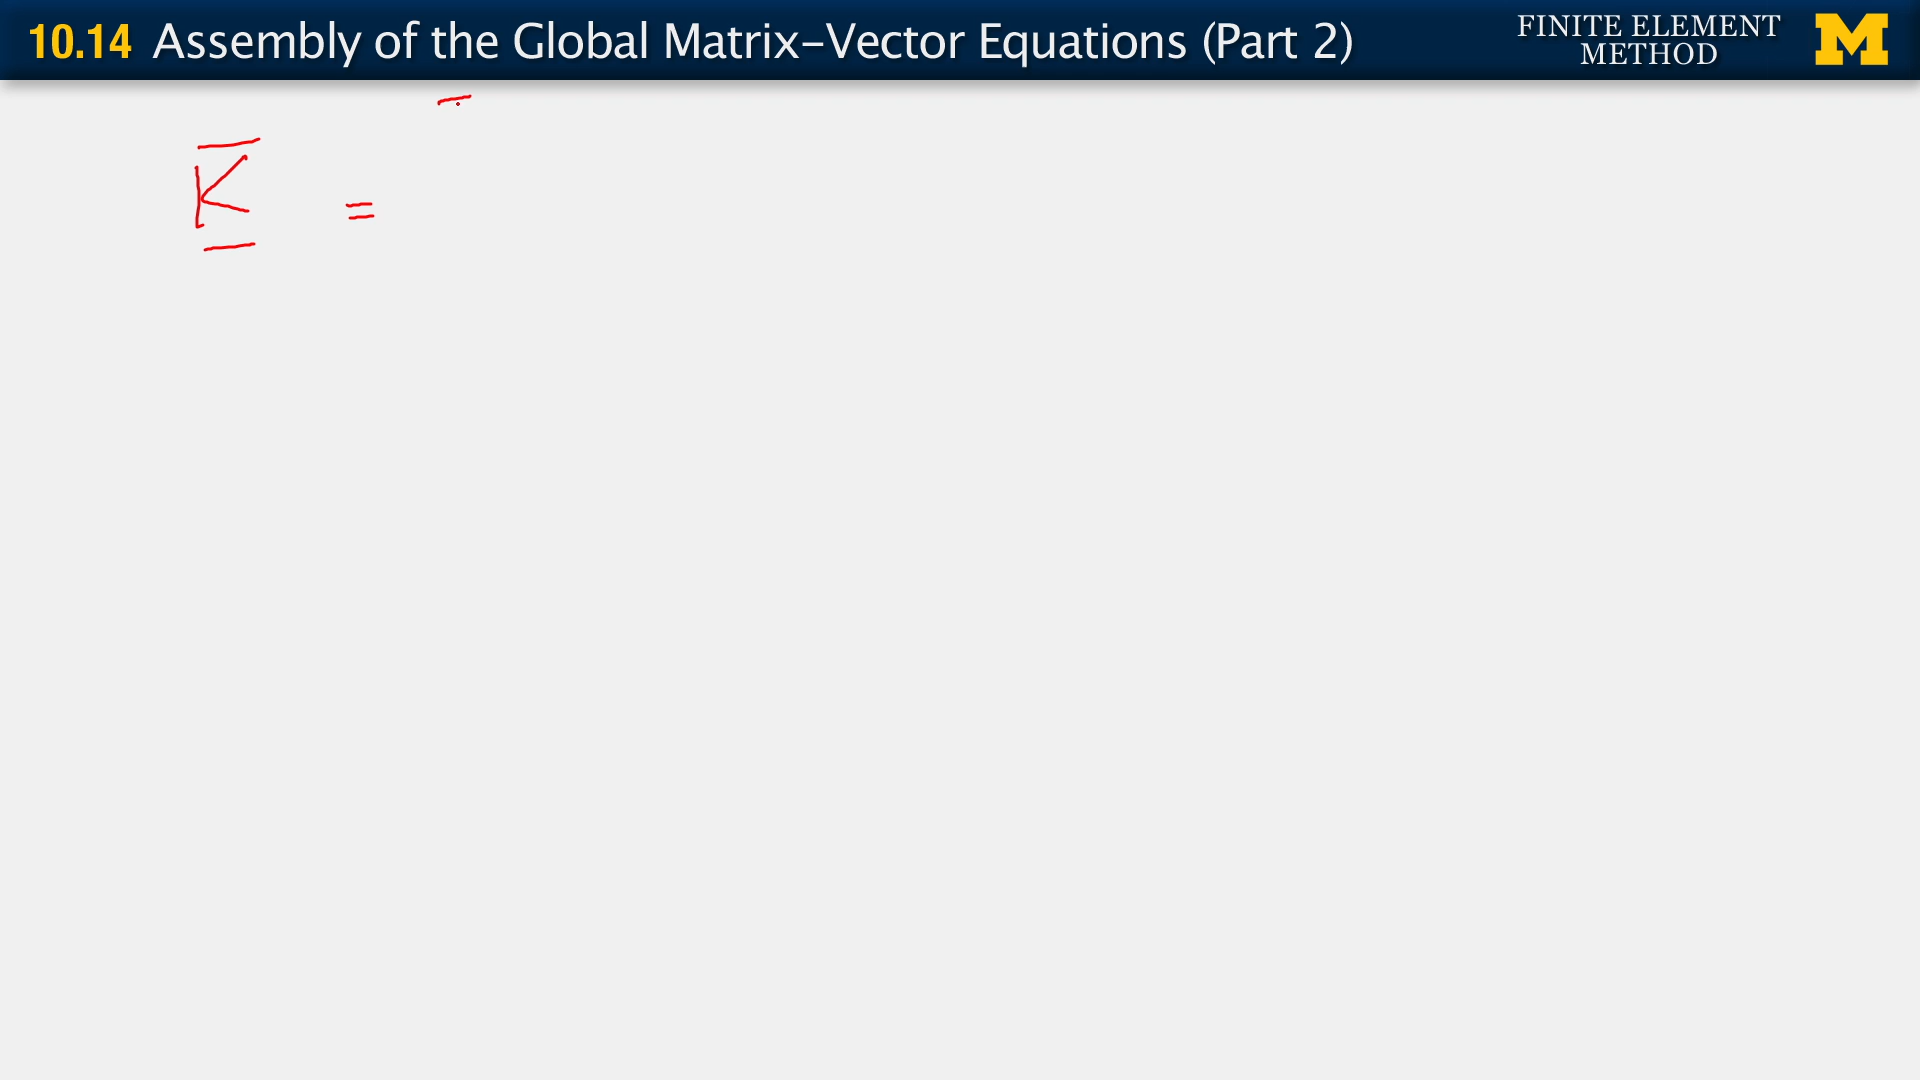 10.14 Assembly of the Global Matrix–Vector Equations (Part 2)
FINITE ELEMENT
METHOD
M
K̲̅ =